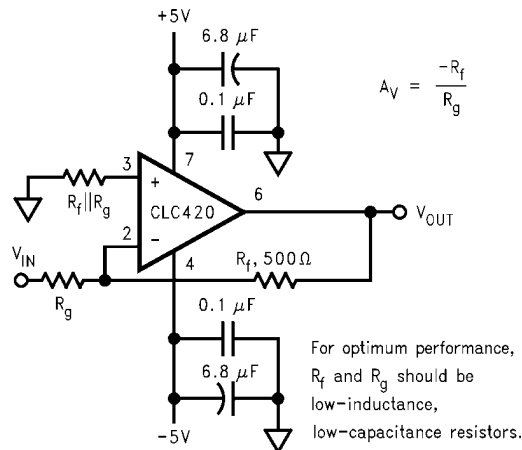 +5V
6.8 μF
0.1 μF
A_V = -R_f / R_g
7
3
+
R_f||R_g
CLC420
6
V_OUT
2
-
V_IN
4
R_f, 500Ω
R_g
0.1 μF
6.8 μF
-5V
For optimum performance,
R_f and R_g should be
low-inductance,
low-capacitance resistors.